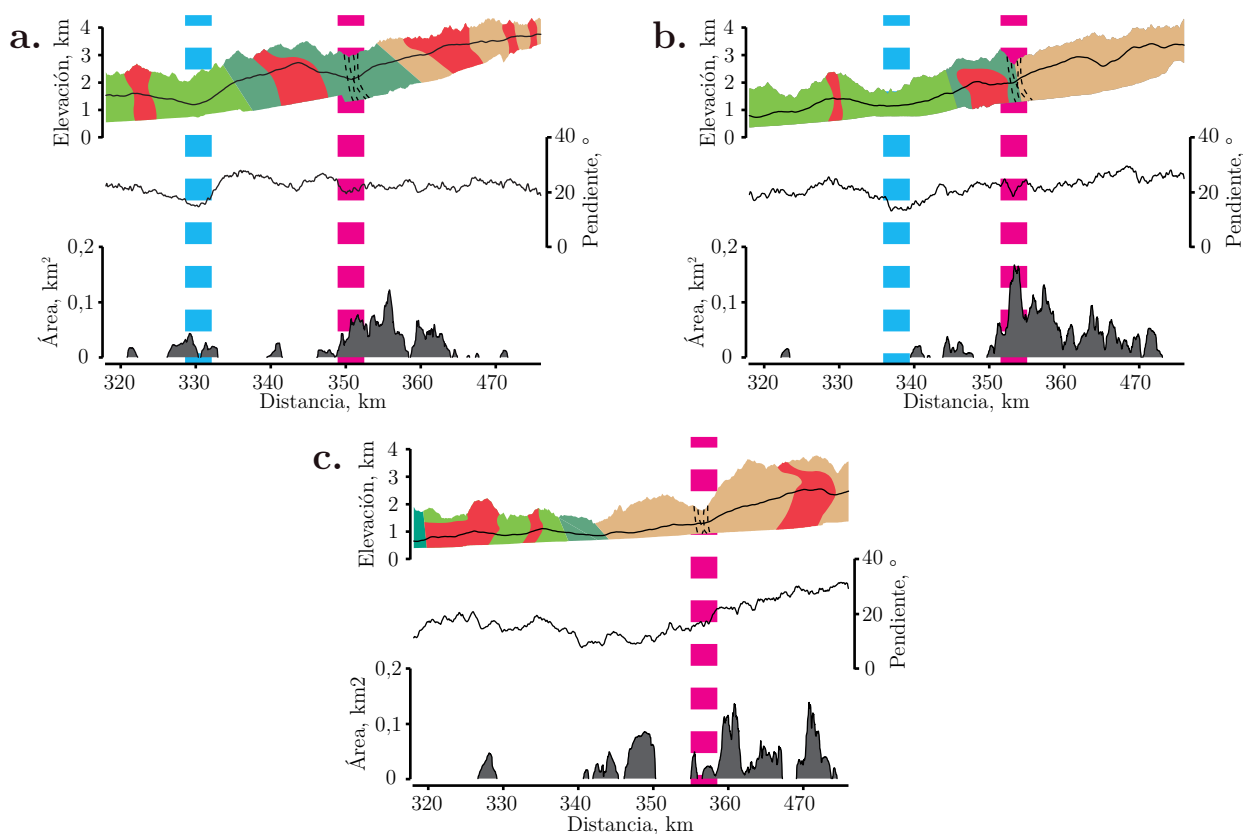 a.
Elevación, km
4
3
2
1
0
40
20
0
Pendiente, °
0,2
0,1
0
Área, km²
320 330 340 350 360 470
Distancia, km
b.
Elevación, km
4
3
2
1
0
40
20
0
Pendiente, °
0,2
0,1
0
Área, km²
320 330 340 350 360 470
Distancia, km
c.
Elevación, km
4
3
2
1
0
40
20
0
Pendiente, °
0,2
0,1
0
Área, km2
320 330 340 350 360 470
Distancia, km